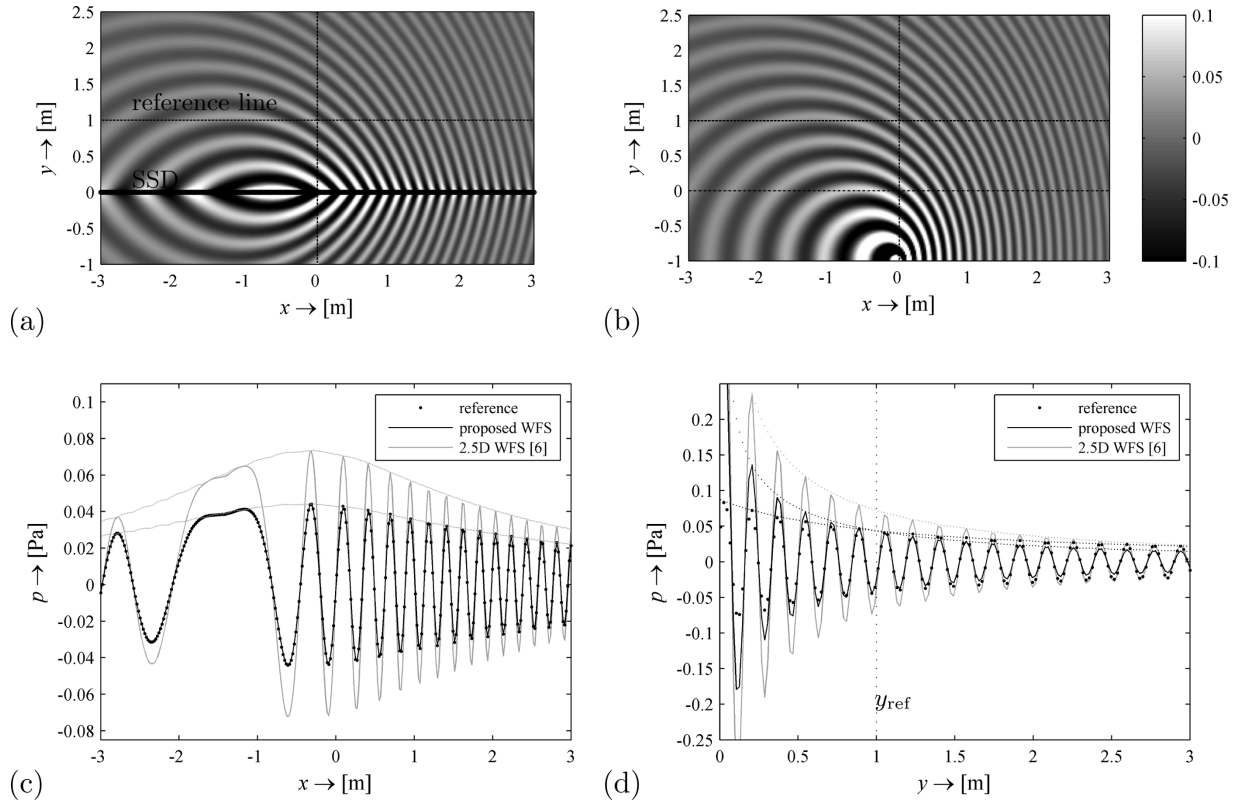 2.5
2
1.5
1
0.5
0
-0.5
-1
y → [m]
reference line
SSD
-3 -2 -1 0 1 2 3
x → [m]
(a)
2.5
2
1.5
1
0.5
0
-0.5
-1
y → [m]
-3 -2 -1 0 1 2 3
x → [m]
(b)
0.1
0.05
0
-0.05
-0.1
0.1
0.08
0.06
0.04
0.02
0
-0.02
-0.04
-0.06
-0.08
p → [Pa]
reference
proposed WFS
2.5D WFS [6]
-3 -2 -1 0 1 2 3
x → [m]
(c)
0.2
0.15
0.1
0.05
0
-0.05
-0.1
-0.15
-0.2
-0.25
p → [Pa]
reference
proposed WFS
2.5D WFS [6]
yref
0 0.5 1 1.5 2 2.5 3
y → [m]
(d)